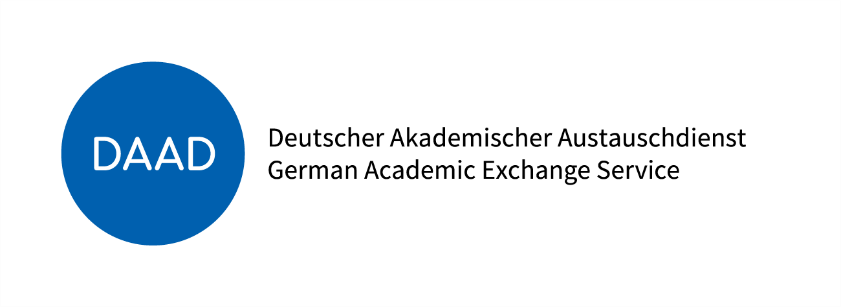 DAAD
Deutscher Akademischer Austauschdienst
German Academic Exchange Service